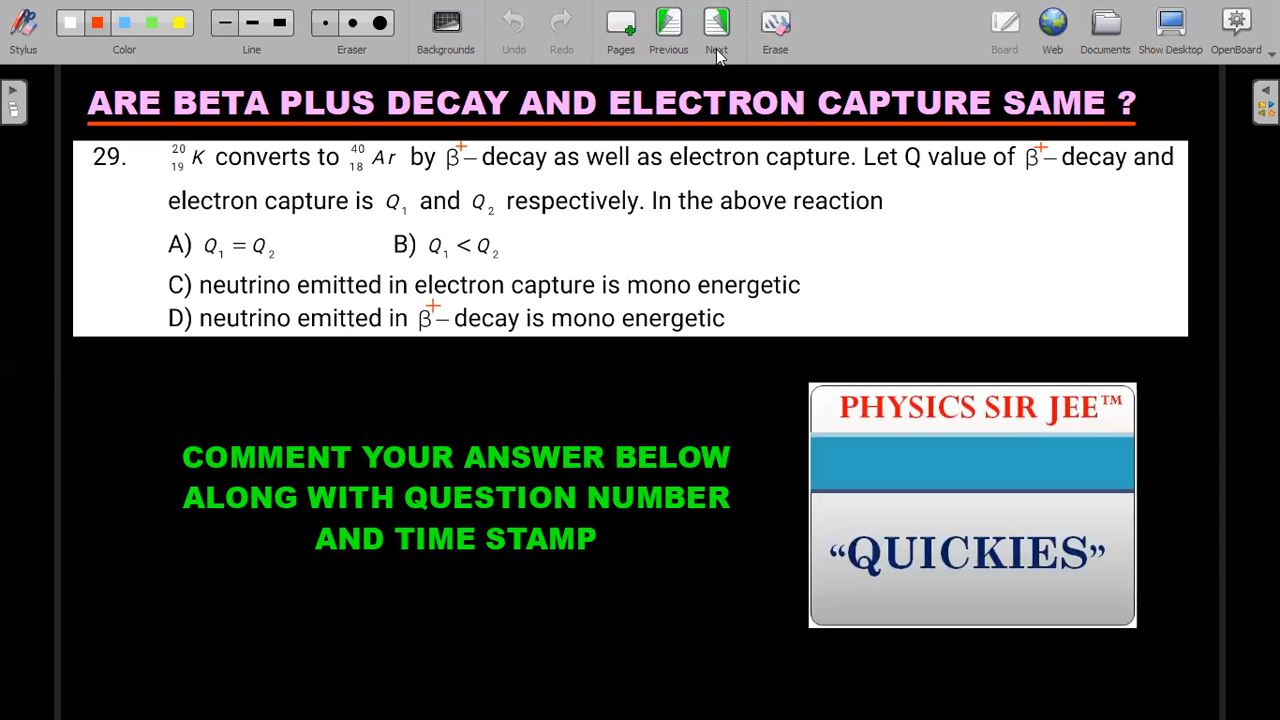 Stylus Color Line Eraser Backgrounds Undo Redo Pages Previous Next Erase Board Web Documents Show Desktop OpenBoard
ARE BETA PLUS DECAY AND ELECTRON CAPTURE SAME ?
29. ²⁰₁₉K converts to ⁴⁰₁₈Ar by β⁺– decay as well as electron capture. Let Q value of β⁺– decay and
electron capture is Q₁ and Q₂ respectively. In the above reaction
A) Q₁ = Q₂ B) Q₁ < Q₂
C) neutrino emitted in electron capture is mono energetic
D) neutrino emitted in β⁺– decay is mono energetic
COMMENT YOUR ANSWER BELOW
ALONG WITH QUESTION NUMBER
AND TIME STAMP
PHYSICS SIR JEE™
“QUICKIES”